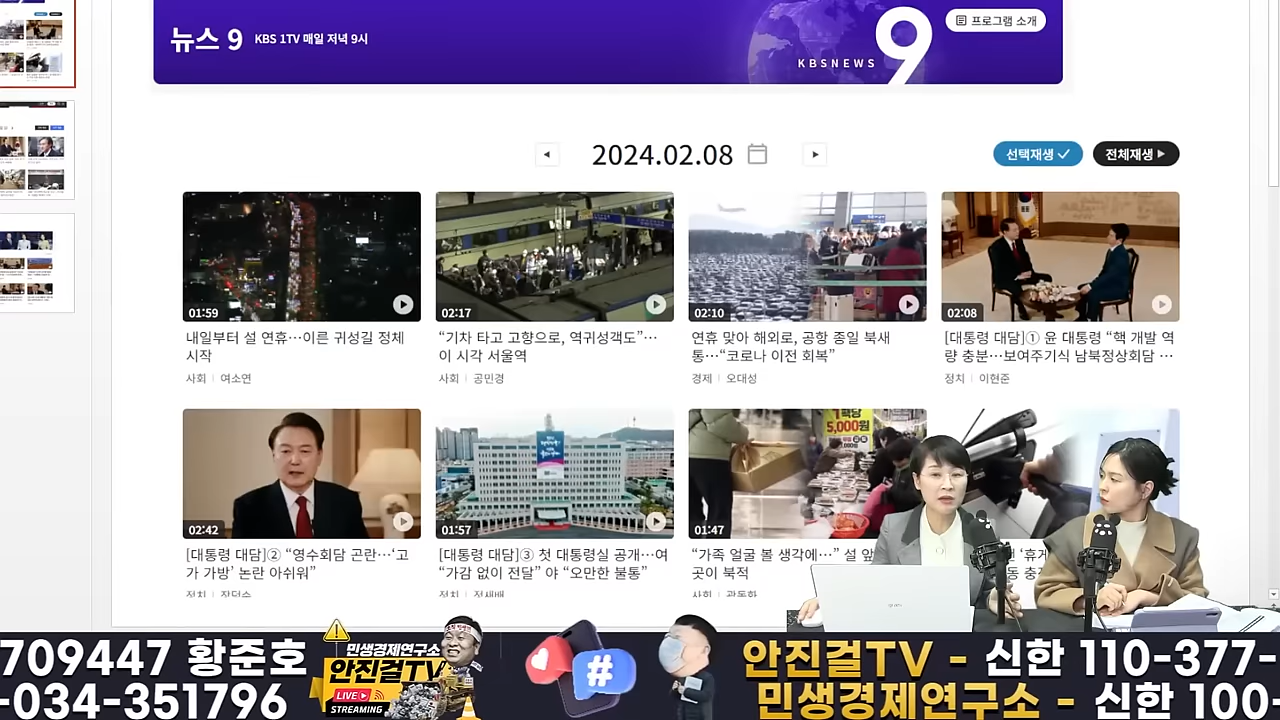 뉴스 9 KBS 1TV 매일 저녁 9시
프로그램 소개
KBSNEWS
9
2024.02.08
선택재생
전체재생
01:59
02:17
02:10
02:08
내일부터 설 연휴…이른 귀성길 정체
시작
사회 여소연
“기차 타고 고향으로, 역귀성객도”…
이 시각 서울역
사회 공민경
연휴 맞아 해외로, 공항 종일 북새
통…“코로나 이전 회복”
경제 오대성
[대통령 대담]① 윤 대통령 “핵 개발 역
량 충분…보여주기식 남북정상회담 …
정치 이현준
1팩당
5,000원
02:42
01:57
01:47
[대통령 대담]② “영수회담 곤란…‘고
가 가방’ 논란 아쉬워”
정치
[대통령 대담]③ 첫 대통령실 공개…여
“가감 없이 전달” 야 “오만한 불통”
정치
“가족 얼굴 볼 생각에…” 설 앞
곳이 북적
사회
709447 황준호
-034-351796
민생경제연구소
안진걸TV
LIVE
STREAMING
#
안진걸TV - 신한 110-377-
민생경제연구소 - 신한 100-